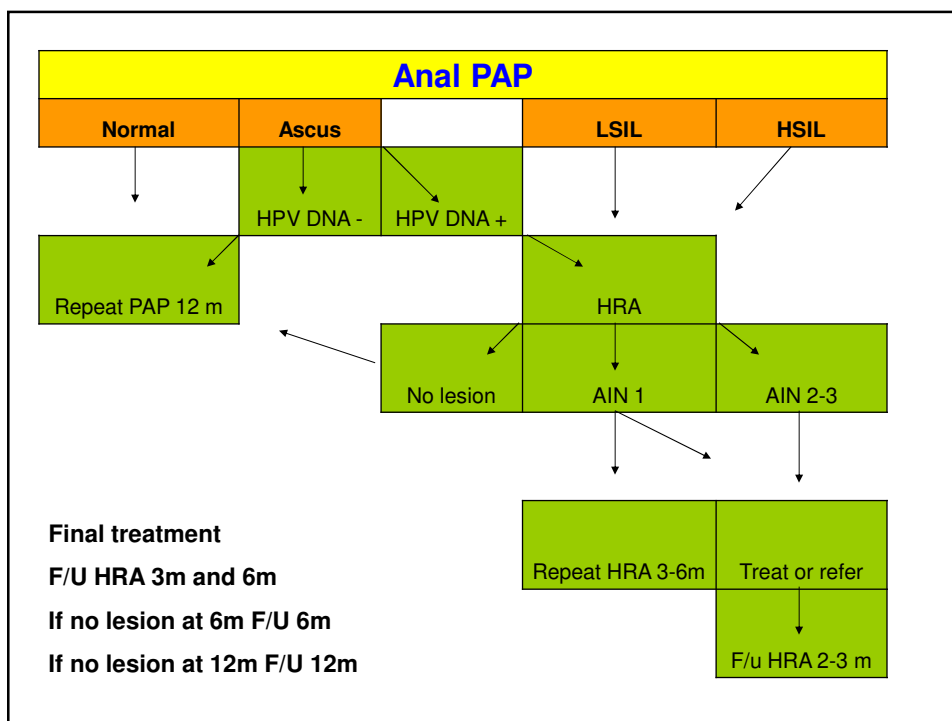 Anal PAP
Normal Ascus LSIL HSIL
HPV DNA - HPV DNA +
Repeat PAP 12 m HRA
No lesion AIN 1 AIN 2-3
Final treatment
F/U HRA 3m and 6m
Repeat HRA 3-6m Treat or refer
If no lesion at 6m F/U 6m
If no lesion at 12m F/U 12m
F/u HRA 2-3 m